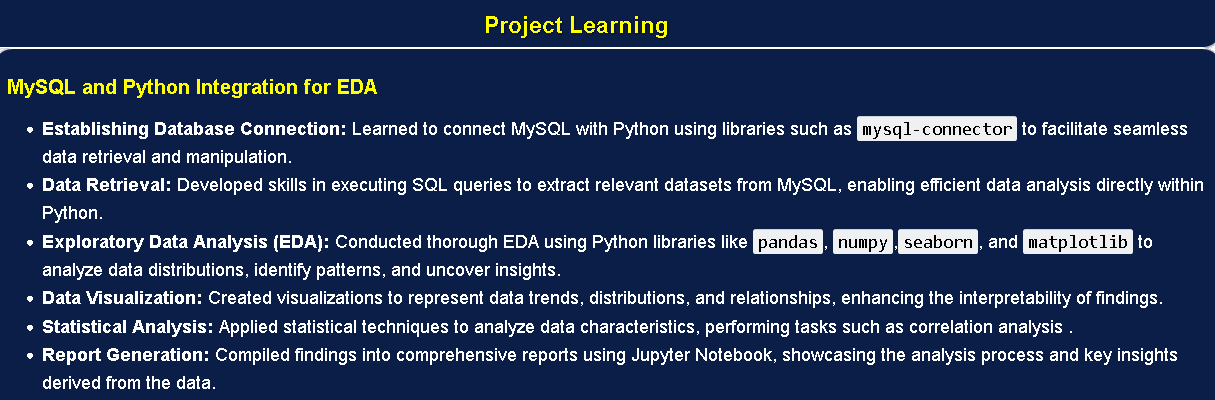 Project Learning
MySQL and Python Integration for EDA
• Establishing Database Connection: Learned to connect MySQL with Python using libraries such as mysql-connector to facilitate seamless
data retrieval and manipulation.
• Data Retrieval: Developed skills in executing SQL queries to extract relevant datasets from MySQL, enabling efficient data analysis directly within
Python.
• Exploratory Data Analysis (EDA): Conducted thorough EDA using Python libraries like pandas, numpy,seaborn, and matplotlib to
analyze data distributions, identify patterns, and uncover insights.
• Data Visualization: Created visualizations to represent data trends, distributions, and relationships, enhancing the interpretability of findings.
• Statistical Analysis: Applied statistical techniques to analyze data characteristics, performing tasks such as correlation analysis .
• Report Generation: Compiled findings into comprehensive reports using Jupyter Notebook, showcasing the analysis process and key insights
derived from the data.